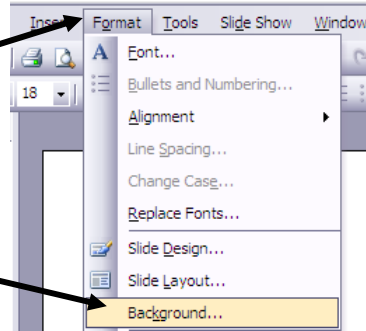 Inse Format Tools Slide Show Window
18
Font...
Bullets and Numbering...
Alignment
Line Spacing...
Change Case...
Replace Fonts...
Slide Design...
Slide Layout...
Background...